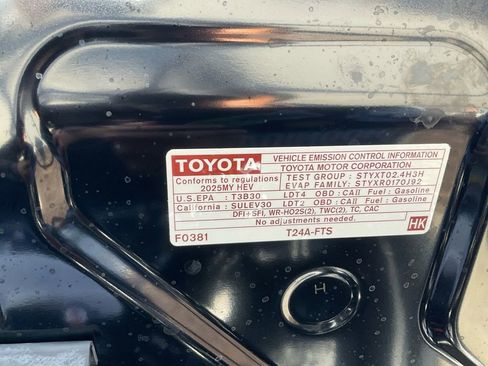 TOYOTA
VEHICLE EMISSION CONTROL INFORMATION
TOYOTA MOTOR CORPORATION
Conforms to regulations
2025MY HEV
TEST GROUP : STYXT02.4H3H
EVAP FAMILY: STYXR0170J92
U.S.EPA : T3B30 LDT4 OBD : CAⅡ Fuel : Gasoline
California : SULEV30 LDT2 OBD : CAⅡ Fuel : Gasoline
DFI+SFI, WR-HO2S(2), TWC(2), TC, CAC
No adjustments needed.
F0381 T24A-FTS HK
H